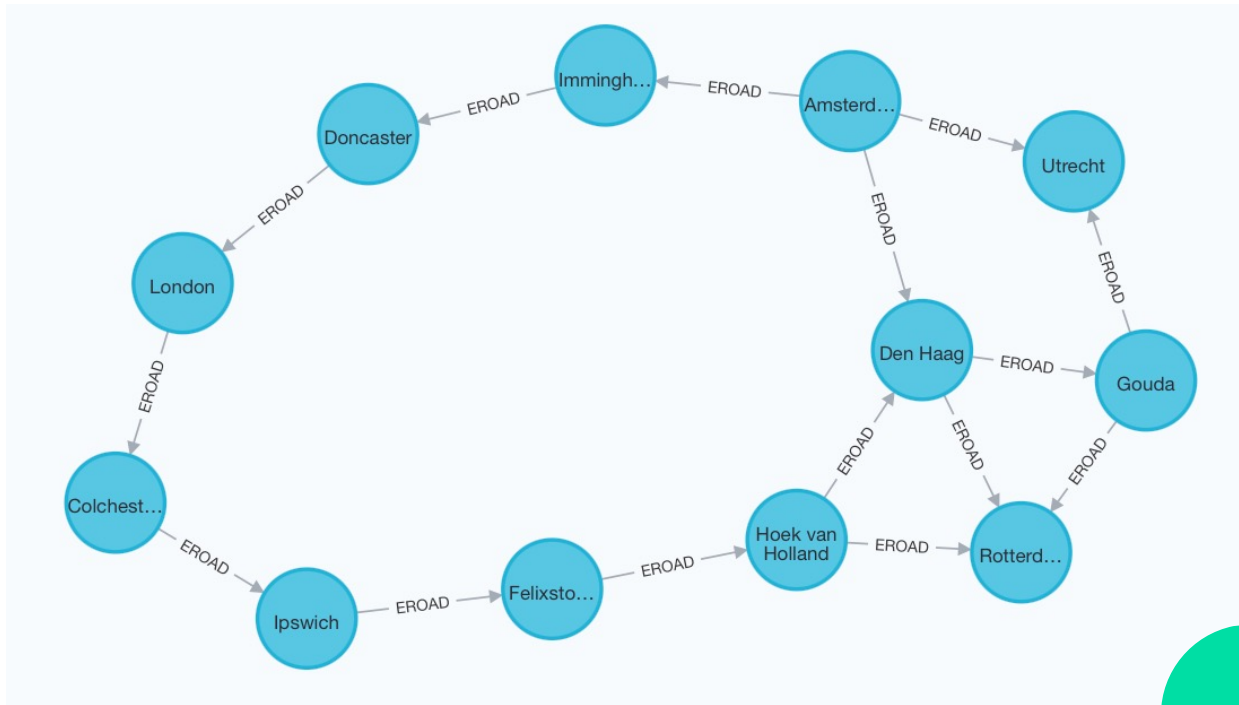 Immingh...
EROAD
Amsterd...
EROAD
Doncaster
EROAD
Utrecht
EROAD
EROAD
EROAD
London
Den Haag
EROAD
Gouda
EROAD
EROAD
EROAD
EROAD
Colchest...
Hoek van
Holland
EROAD
Rotterd...
EROAD
EROAD
Felixsto...
EROAD
Ipswich